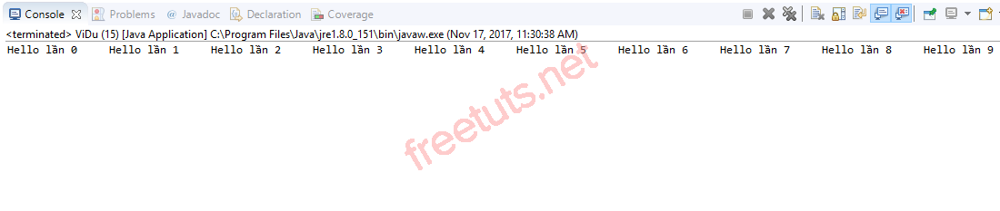 Console Problems @ Javadoc Declaration Coverage
<terminated> ViDu (15) [Java Application] C:\Program Files\Java\jre1.8.0_151\bin\javaw.exe (Nov 17, 2017, 11:30:38 AM)
Hello lần 0 Hello lần 1 Hello lần 2 Hello lần 3 Hello lần 4 Hello lần 5 Hello lần 6 Hello lần 7 Hello lần 8 Hello lần 9
freetuts.net